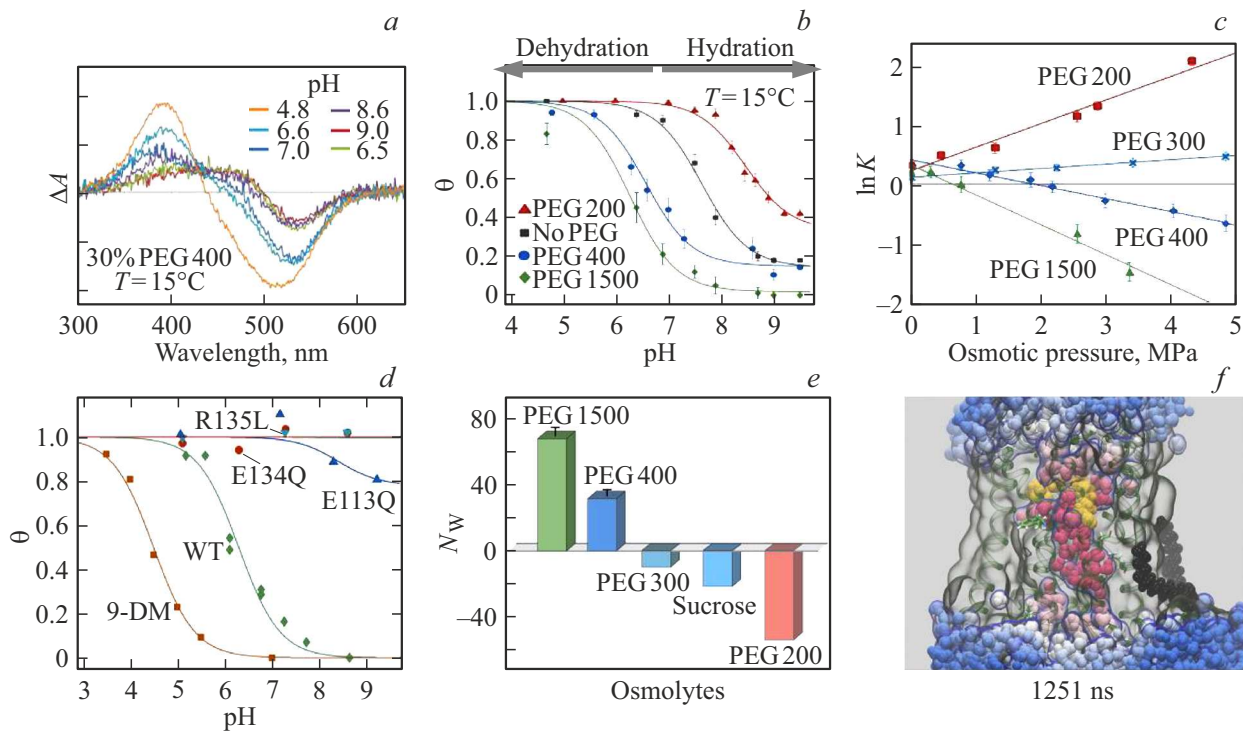 a
pH
4.8
6.6
7.0
8.6
9.0
6.5
30% PEG 400
T = 15°C
ΔA
300
400
500
600
Wavelength, nm
b
Dehydration
Hydration
T = 15°C
θ
1.0
0.8
0.6
0.4
0.2
0
PEG 200
No PEG
PEG 400
PEG 1500
4
5
6
7
8
9
pH
c
ln K
2
1
0
−1
−2
PEG 200
PEG 300
PEG 400
PEG 1500
0
1
2
3
4
5
Osmotic pressure, MPa
d
θ
1.0
0.8
0.6
0.4
0.2
0
R135L
E134Q
E113Q
WT
9-DM
3
4
5
6
7
8
9
pH
e
N_W
80
40
0
−40
PEG 1500
PEG 400
PEG 300
Sucrose
PEG 200
Osmolytes
f
1251 ns